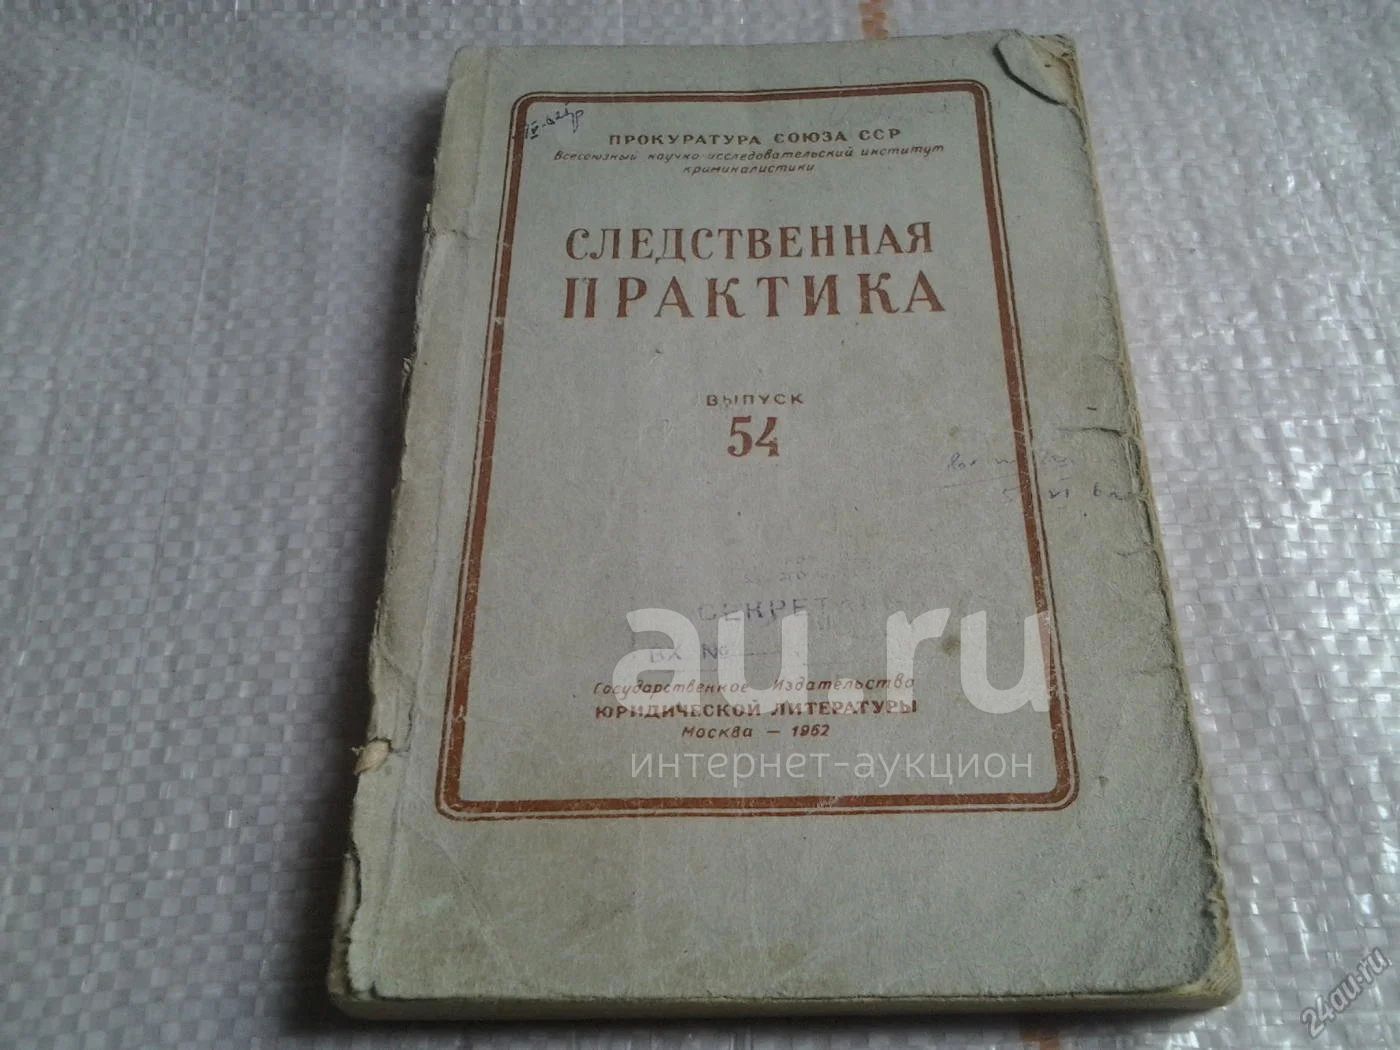 ПРОКУРАТУРА СОЮЗА ССР
Всесоюзный научно-исследовательский институт
криминалистики
СЛЕДСТВЕННАЯ
ПРАКТИКА
ВЫПУСК
54
СЕКРЕТ
ВХ №
au.ru
Государственное Издательство
ЮРИДИЧЕСКОЙ ЛИТЕРАТУРЫ
Москва — 1962
интернет-аукцион
24au.ru